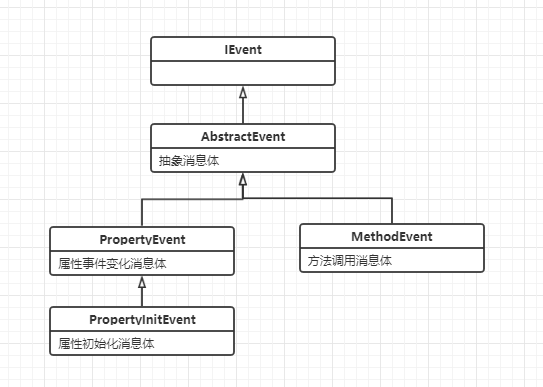 IEvent
AbstractEvent
抽象消息体
PropertyEvent
属性事件变化消息体
MethodEvent
方法调用消息体
PropertyInitEvent
属性初始化消息体